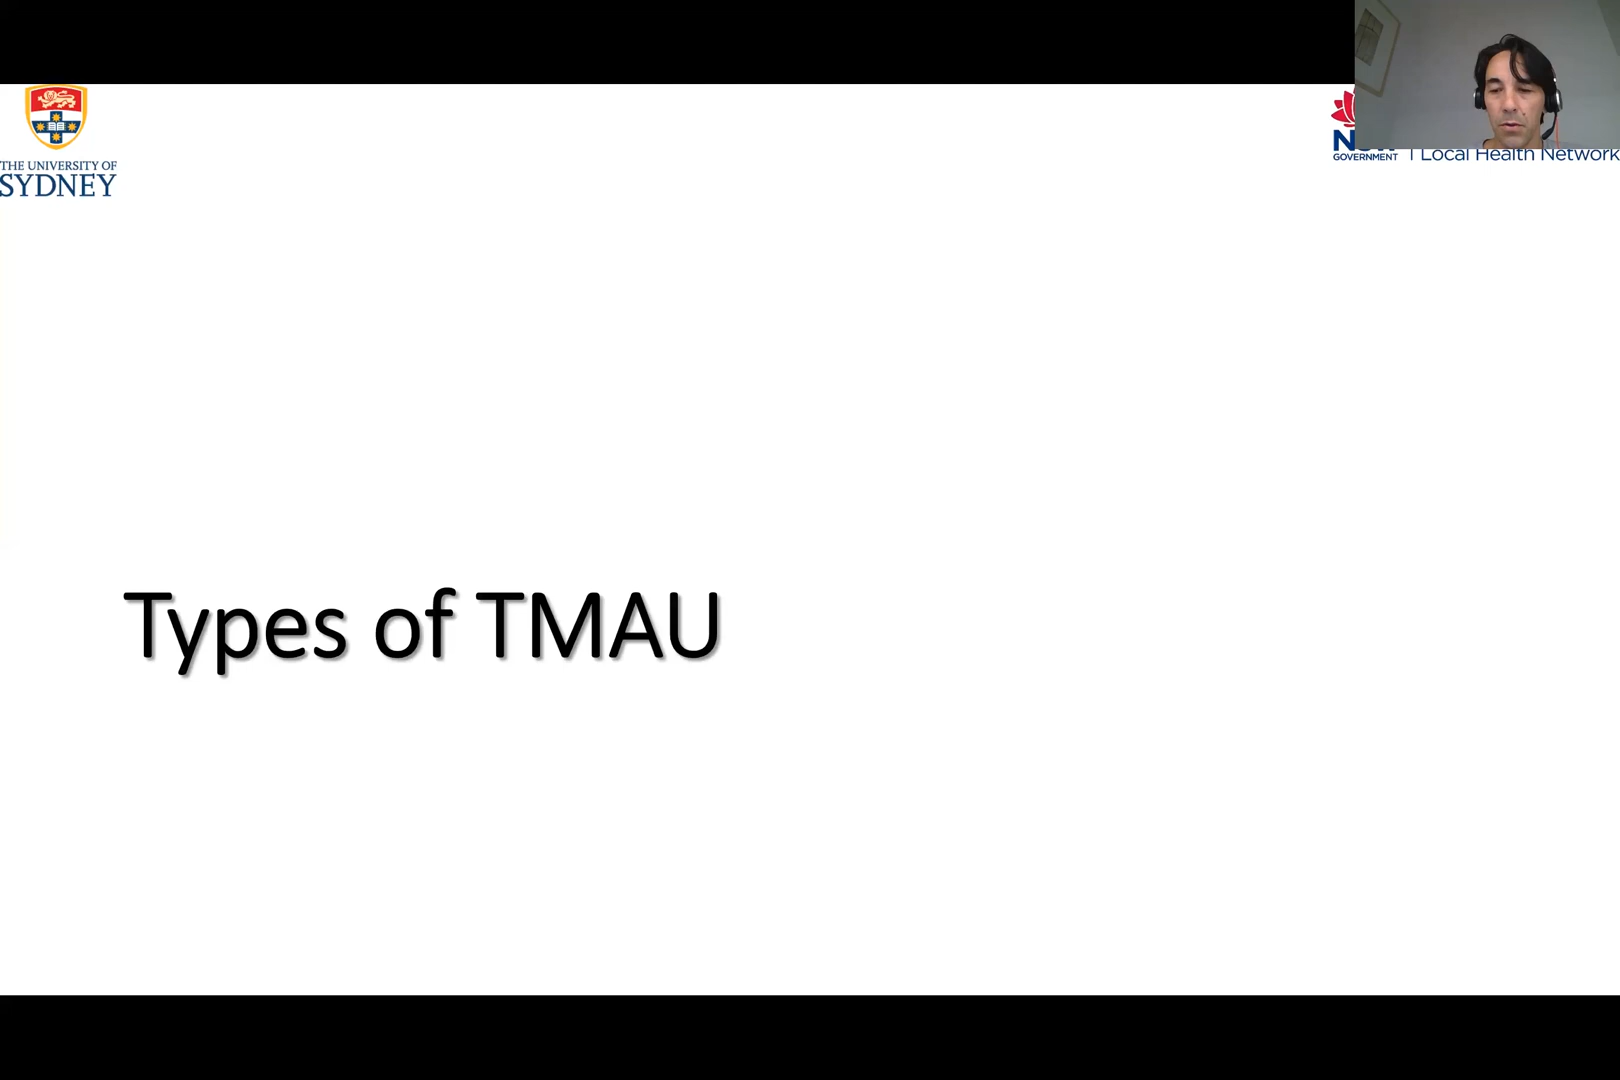 THE UNIVERSITY OF
SYDNEY
GOVERNMENT | Local Health Network
Types of TMAU